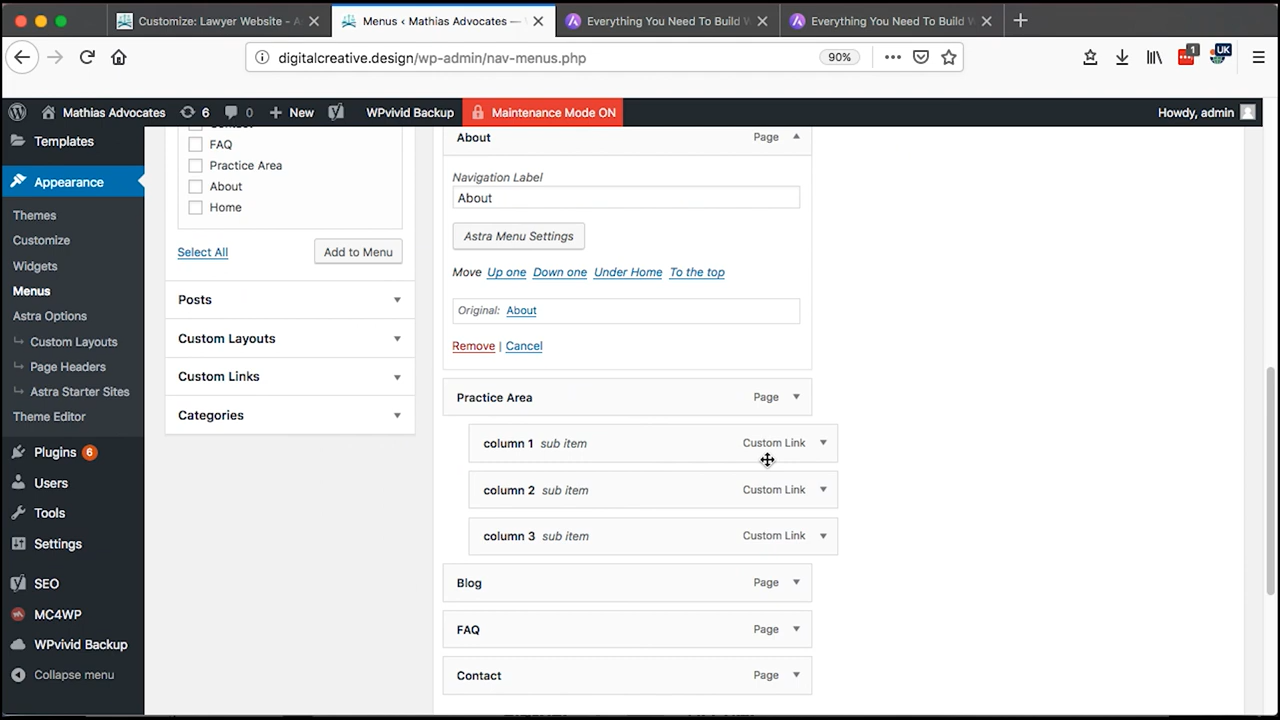 Customize: Lawyer Website - A
Menus ‹ Mathias Advocates —
Everything You Need To Build W
Everything You Need To Build W
digitalcreative.design/wp-admin/nav-menus.php
90%
1
UK
Mathias Advocates
6
0
New
WPvivid Backup
Maintenance Mode ON
Howdy, admin
Templates
Appearance
Themes
Customize
Widgets
Menus
Astra Options
Custom Layouts
Page Headers
Astra Starter Sites
Theme Editor
Plugins 6
Users
Tools
Settings
SEO
MC4WP
WPvivid Backup
Collapse menu
FAQ
Practice Area
About
Home
Select All
Add to Menu
Posts
Custom Layouts
Custom Links
Categories
About Page
Navigation Label
About
Astra Menu Settings
Move Up one Down one Under Home To the top
Original: About
Remove | Cancel
Practice Area Page
column 1 sub item Custom Link
column 2 sub item Custom Link
column 3 sub item Custom Link
Blog Page
FAQ Page
Contact Page